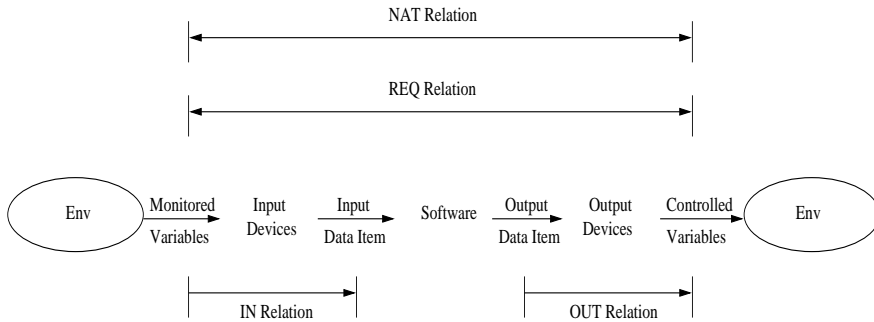 NAT Relation
REQ Relation
Env
Monitored
Variables
Input
Devices
Input
Data Item
Software
Output
Data Item
Output
Devices
Controlled
Variables
Env
IN Relation
OUT Relation